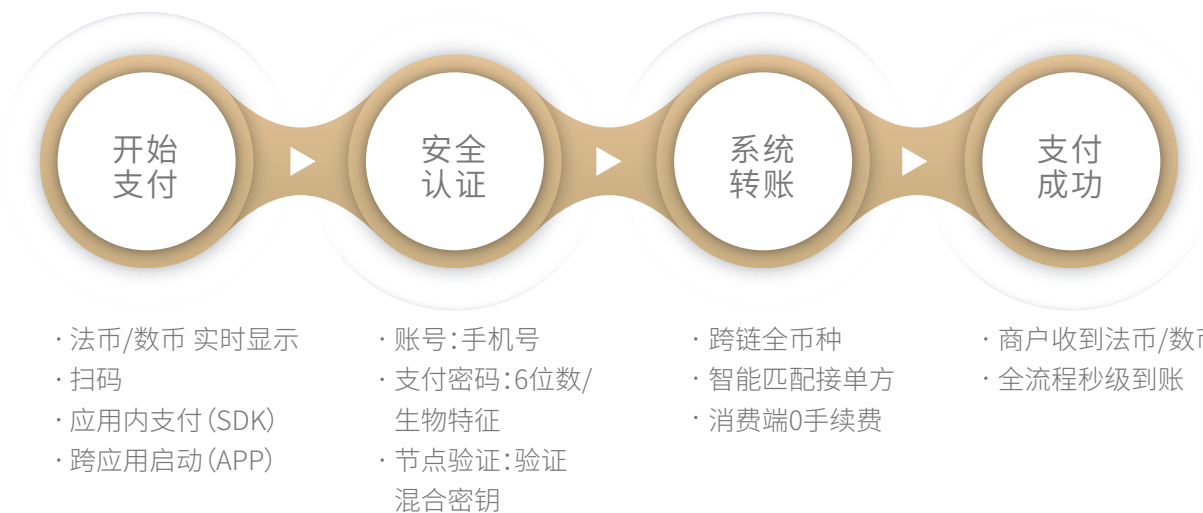 开始
支付
安全
认证
系统
转账
支付
成功
· 法币/数币 实时显示
· 扫码
· 应用内支付(SDK)
· 跨应用启动(APP)
· 账号:手机号
· 支付密码:6位数/
生物特征
· 节点验证:验证
混合密钥
· 跨链全币种
· 智能匹配接单方
· 消费端0手续费
· 商户收到法币/数币
· 全流程秒级到账